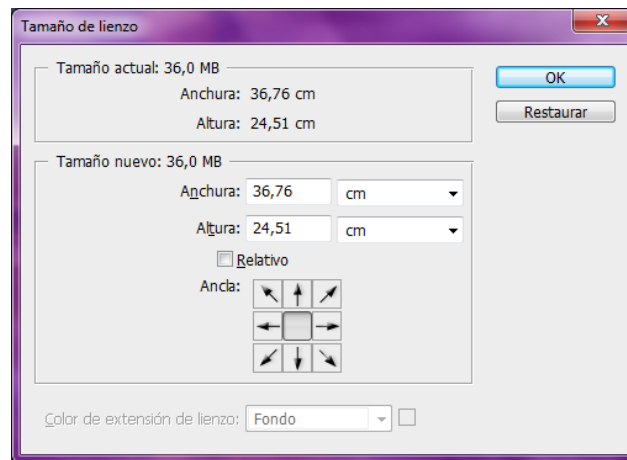 Tamaño de lienzo
Tamaño actual: 36,0 MB
Anchura: 36,76 cm
Altura: 24,51 cm
OK
Restaurar
Tamaño nuevo: 36,0 MB
Anchura: 36,76 cm
Altura: 24,51 cm
Relativo
Ancla:
Color de extensión de lienzo: Fondo